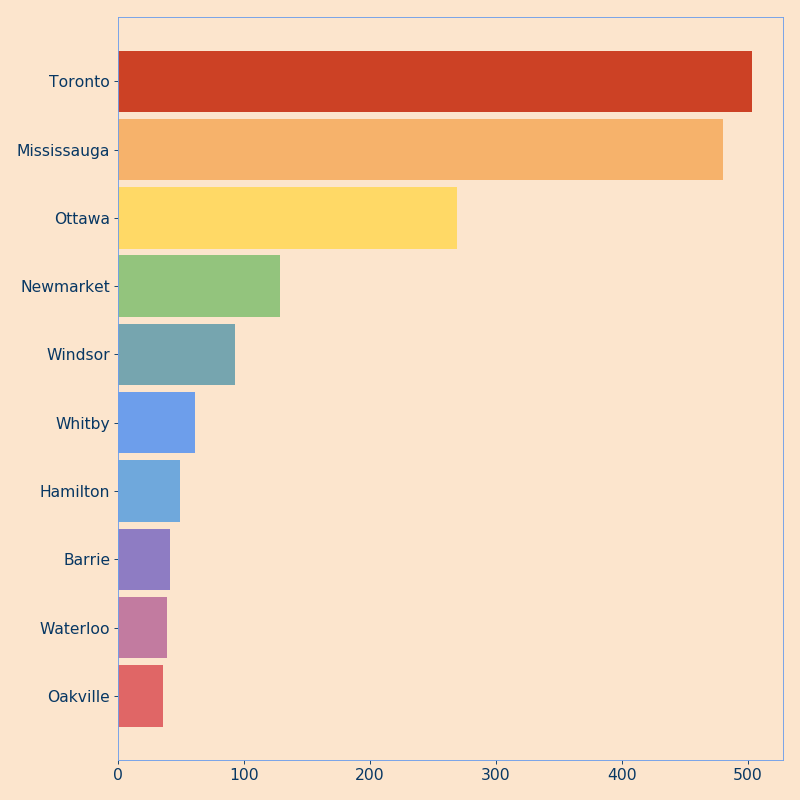 Toronto
Mississauga
Ottawa
Newmarket
Windsor
Whitby
Hamilton
Barrie
Waterloo
Oakville
0 100 200 300 400 500